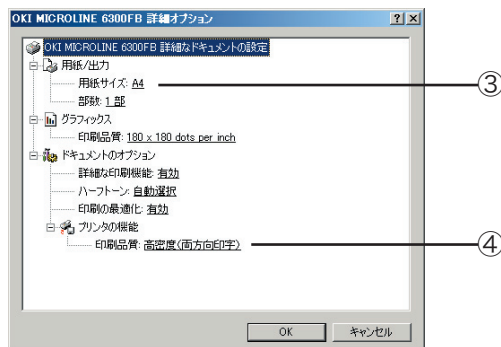 OKI MICROLINE 6300FB 詳細オプション
OKI MICROLINE 6300FB 詳細なドキュメントの設定
用紙/出力
用紙サイズ: A4
③
部数: 1 部
グラフィックス
印刷品質: 180 x 180 dots per inch
ドキュメントのオプション
詳細な印刷機能: 有効
ハーフトーン: 自動選択
印刷の最適化: 有効
プリンタの機能
印刷品質: 高密度(両方向印字)
④
OK
キャンセル